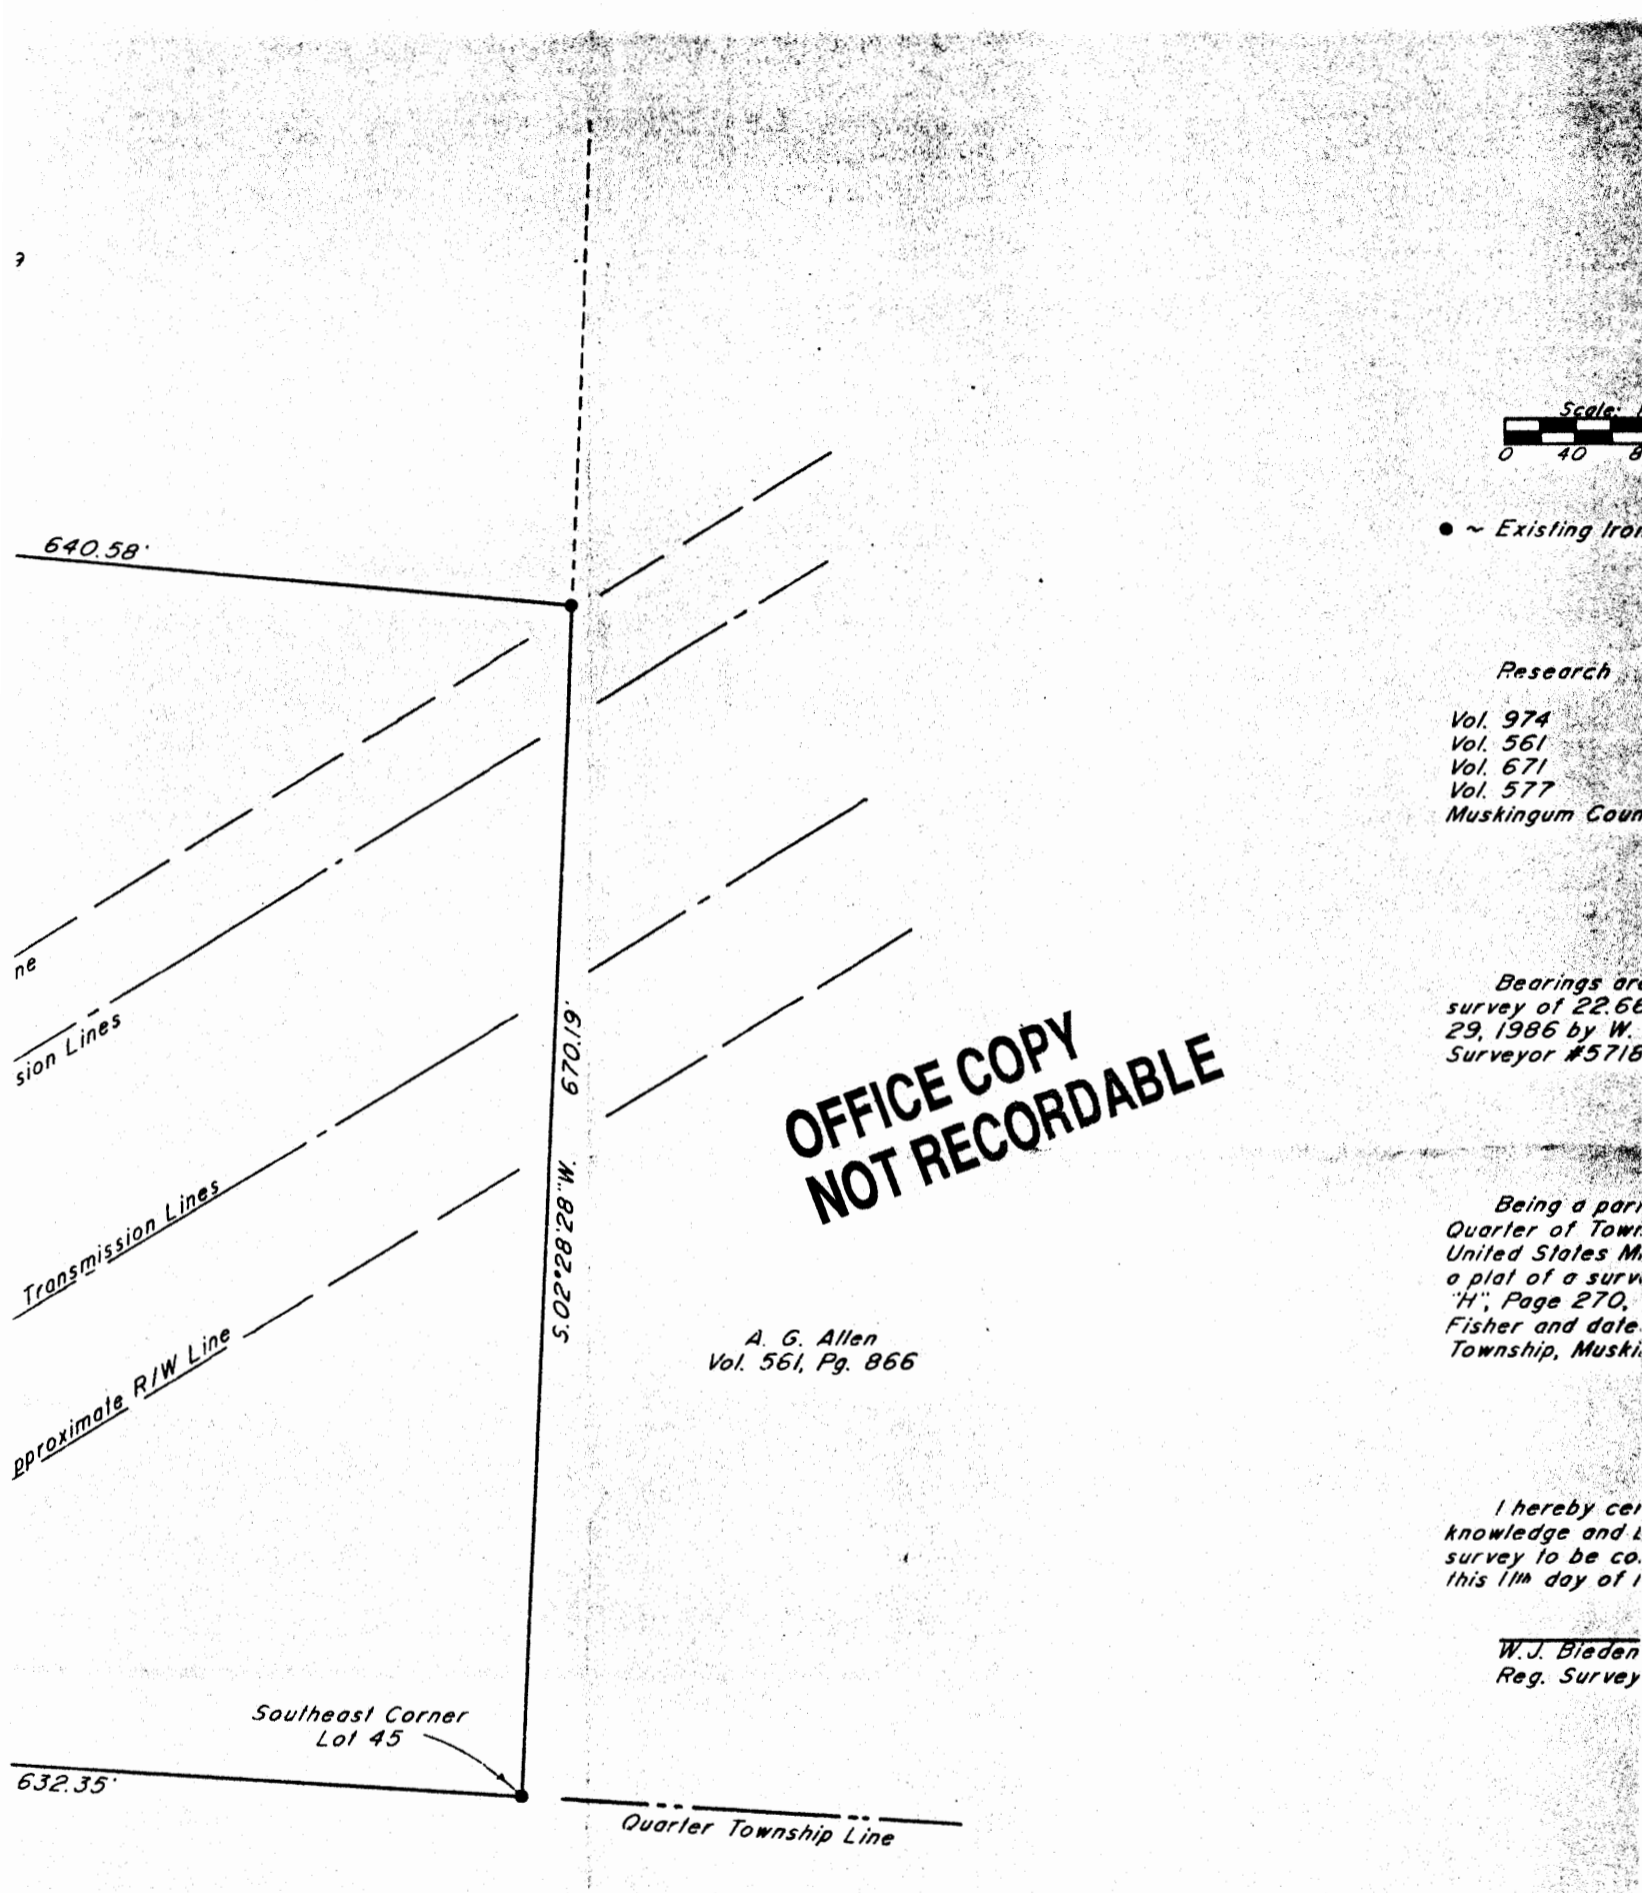 640.58'
sion Lines
Transmission Lines
pproximate R/W Line
S.02°28'28"W. 670.19'
Southeast Corner
Lot 45
632.35'
Quarter Township Line
A. G. Allen
Vol. 561, Pg. 866
OFFICE COPY
NOT RECORDABLE
Scale:
0 40 8
● ~ Existing Iron
Research
Vol. 974
Vol. 561
Vol. 671
Vol. 577
Muskingum Coun
Bearings are
survey of 22.66
29, 1986 by W.
Surveyor #5718
Being a par
Quarter of Town
United States M
a plat of a surv
"H", Page 270,
Fisher and date
Township, Muski
I hereby cer
knowledge and
survey to be co
this 11th day of
W.J. Bieden
Reg. Survey
ne